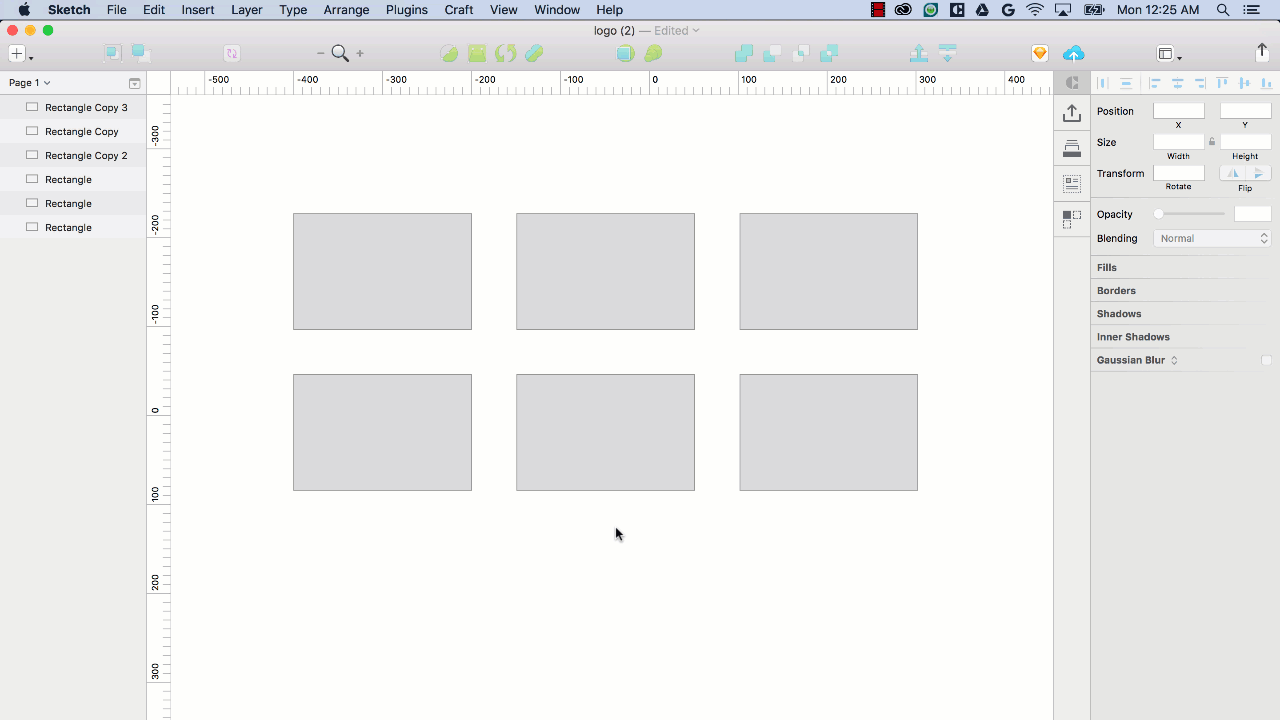 Sketch File Edit Insert Layer Type Arrange Plugins Craft View Window Help Mon 12:25 AM
logo (2) — Edited
Page 1
-500 -400 -300 -200 -100 0 100 200 300 400
Rectangle Copy 3
Rectangle Copy
Rectangle Copy 2
Rectangle
Rectangle
Rectangle
-300
-200
-100
0
100
200
300
Position
X Y
Size
Width Height
Transform
Rotate Flip
Opacity
Blending Normal
Fills
Borders
Shadows
Inner Shadows
Gaussian Blur